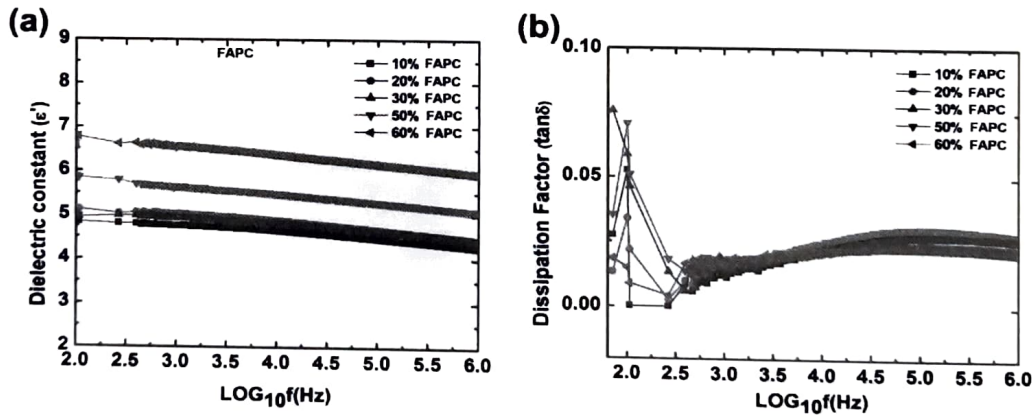 (a)
FAPC
10% FAPC
20% FAPC
30% FAPC
50% FAPC
60% FAPC
Dielectric constant (ε')
9
8
7
6
5
4
3
2
2.0 2.5 3.0 3.5 4.0 4.5 5.0 5.5 6.0
LOG10f(Hz)
(b)
10% FAPC
20% FAPC
30% FAPC
50% FAPC
60% FAPC
Dissipation Factor (tanδ)
0.10
0.05
0.00
2.0 2.5 3.0 3.5 4.0 4.5 5.0 5.5 6.0
LOG10f(Hz)